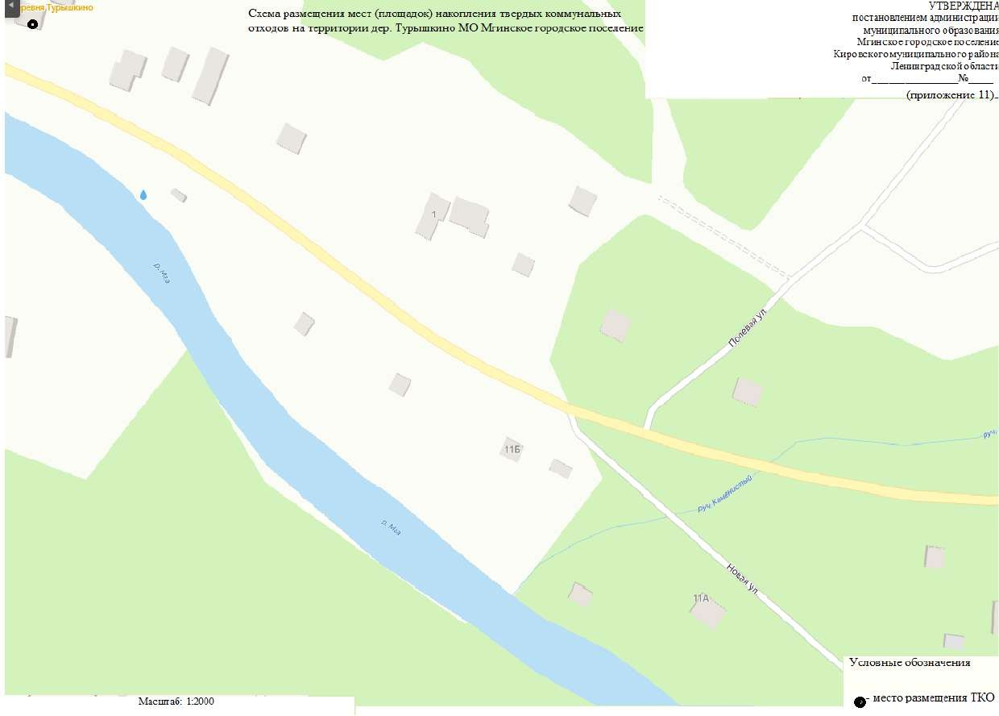 Турышкино
Схема размещения мест (площадок) накопления твердых коммунальных
отходов на территории дер. Турышкино МО Мгинское городское поселение
УТВЕРЖДЕНА
постановлением администрации
муниципального образования
Мгинское городское поселение
Кировского муниципального района
Ленинградской области
от_________________№_____
(приложение 11)
1
р. Мга
Полевая ул.
11Б
руч.
руч. Каменистый
р. Мга
Новая ул.
11А
Условные обозначения
- место размещения ТКО
Масштаб: 1:2000